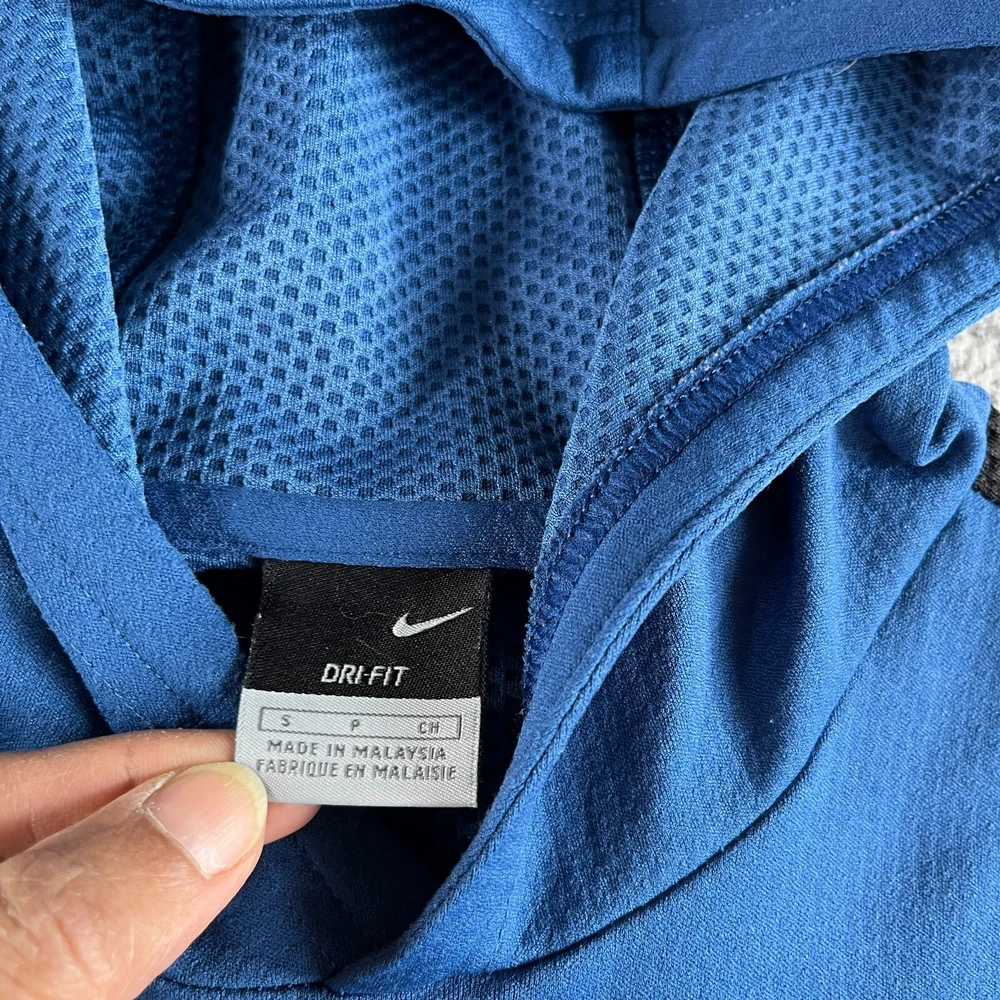 DRI-FIT
S P CH
MADE IN MALAYSIA
FABRIQUE EN MALAISIE